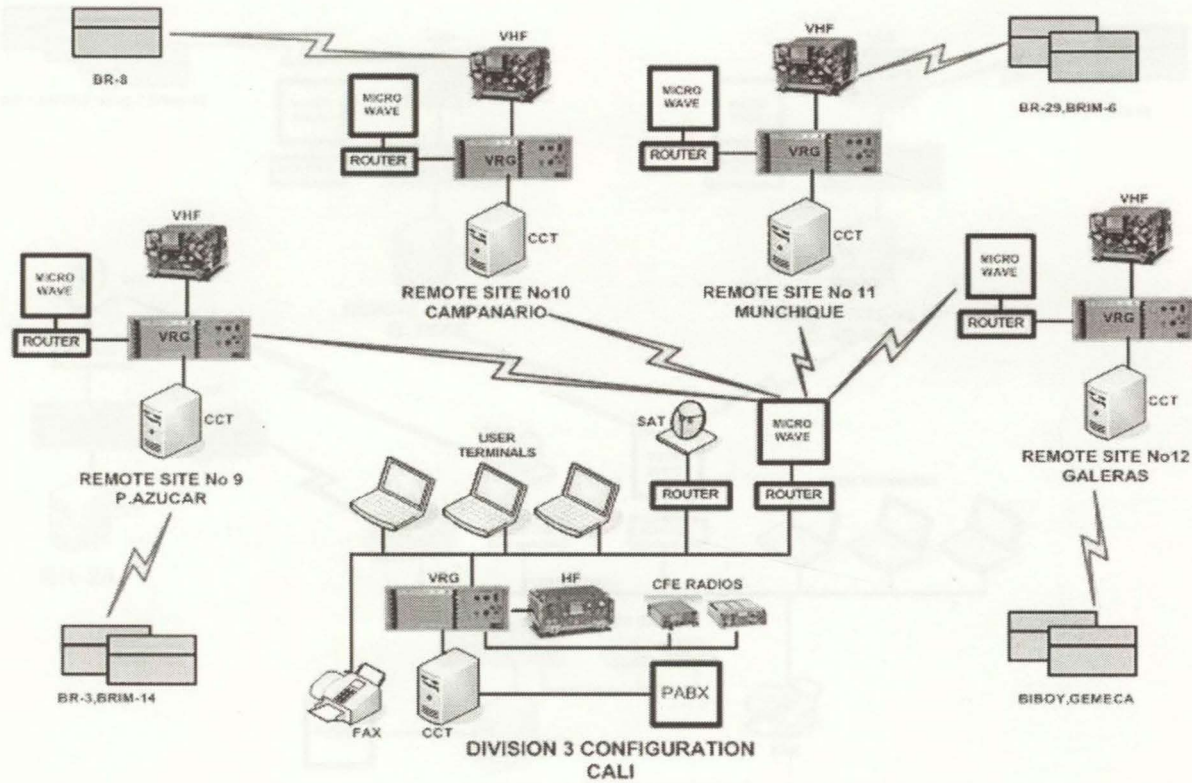 BR-8
VHF
MICRO
WAVE
ROUTER
VRG
CCT
REMOTE SITE No10
CAMPANARIO
VHF
MICRO
WAVE
ROUTER
VRG
CCT
REMOTE SITE No 11
MUNCHIQUE
BR-29,BRIM-6
VHF
MICRO
WAVE
ROUTER
VRG
CCT
REMOTE SITE No 9
P.AZUCAR
BR-3,BRIM-14
VHF
MICRO
WAVE
ROUTER
VRG
CCT
REMOTE SITE No12
GALERAS
BIBOY,GEMECA
USER
TERMINALS
SAT
ROUTER
MICRO
WAVE
ROUTER
VRG
HF
CFE RADIOS
FAX
CCT
PABX
DIVISION 3 CONFIGURATION
CALI